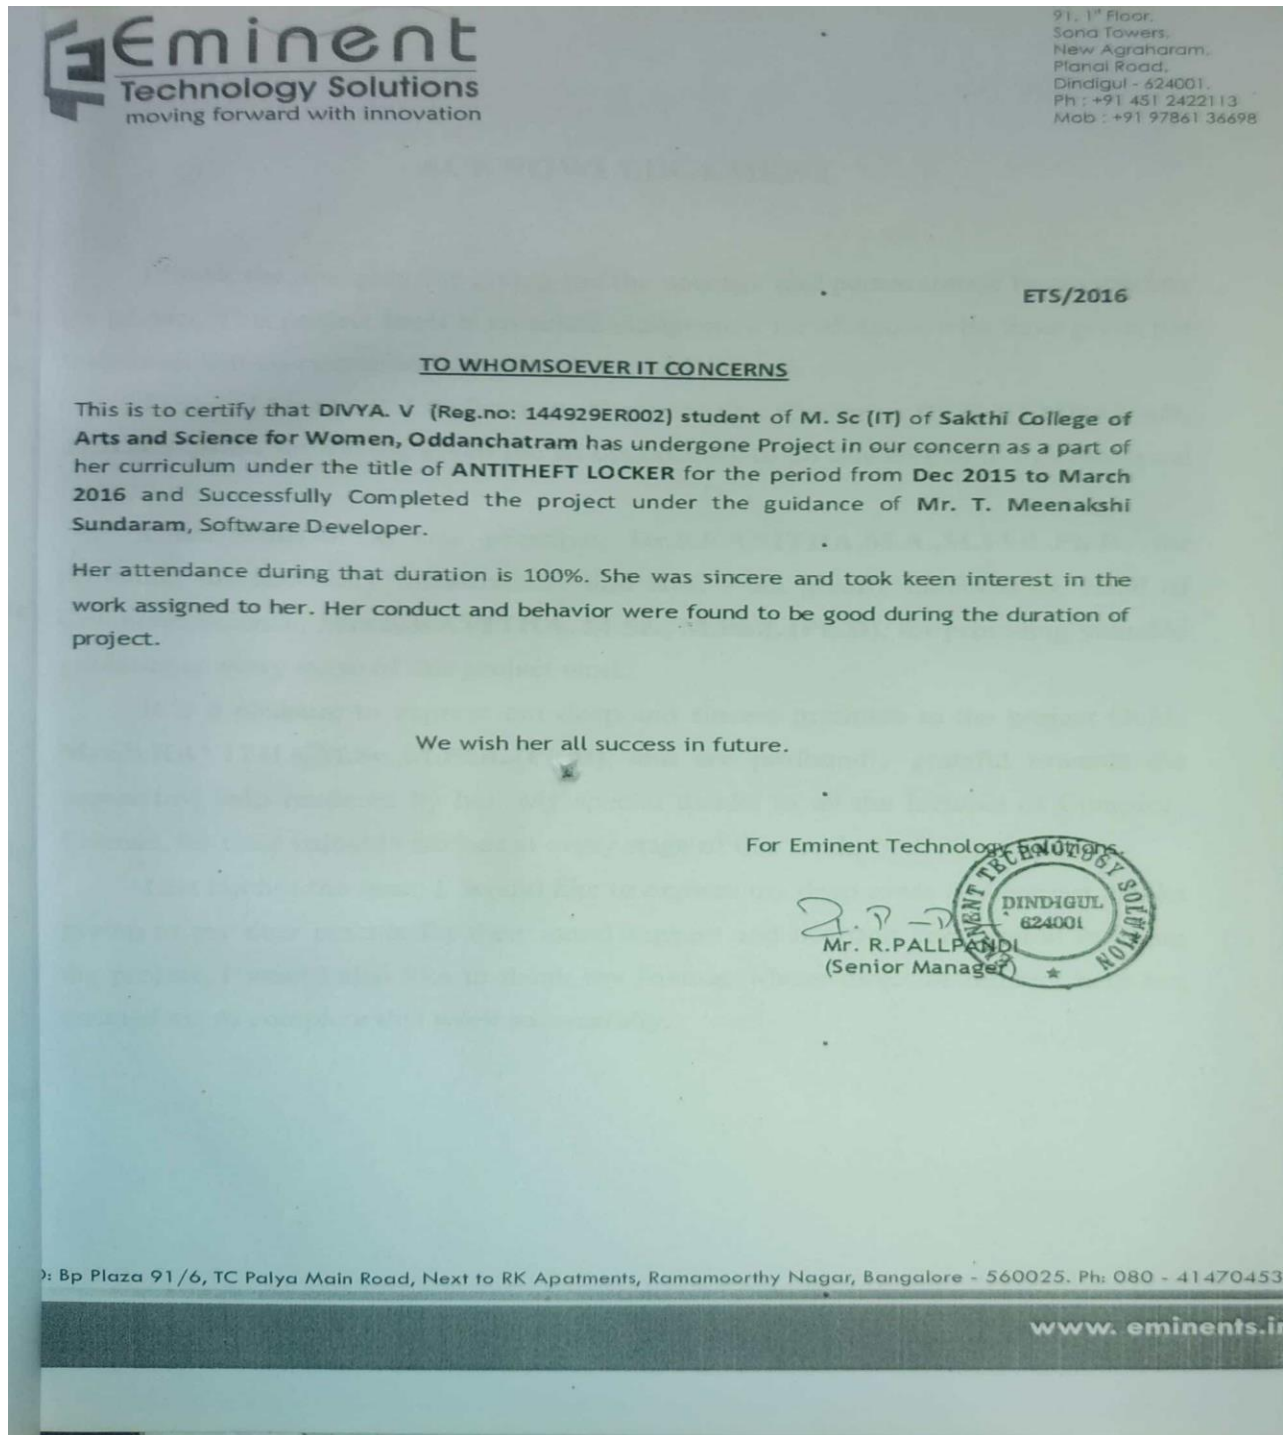 Eminent
Technology Solutions
moving forward with innovation
91, 1st Floor,
Sona Towers,
New Agraharam,
Planai Road,
Dindigul - 624001.
Ph : +91 451 2422113
Mob : +91 97861 36698
ETS/2016
TO WHOMSOEVER IT CONCERNS
This is to certify that DIVYA. V (Reg.no: 144929ER002) student of M. Sc (IT) of Sakthi College of
Arts and Science for Women, Oddanchatram has undergone Project in our concern as a part of
her curriculum under the title of ANTITHEFT LOCKER for the period from Dec 2015 to March
2016 and Successfully Completed the project under the guidance of Mr. T. Meenakshi
Sundaram, Software Developer.
Her attendance during that duration is 100%. She was sincere and took keen interest in the
work assigned to her. Her conduct and behavior were found to be good during the duration of
project.
We wish her all success in future.
For Eminent Technology Solutions,
EMINENT TECHNOLOGY SOLUTION
DINDIGUL
624001
Mr. R.PALLPANDI
(Senior Manager)
: Bp Plaza 91/6, TC Palya Main Road, Next to RK Apatments, Ramamoorthy Nagar, Bangalore - 560025. Ph: 080 - 41470453
www. eminents.in